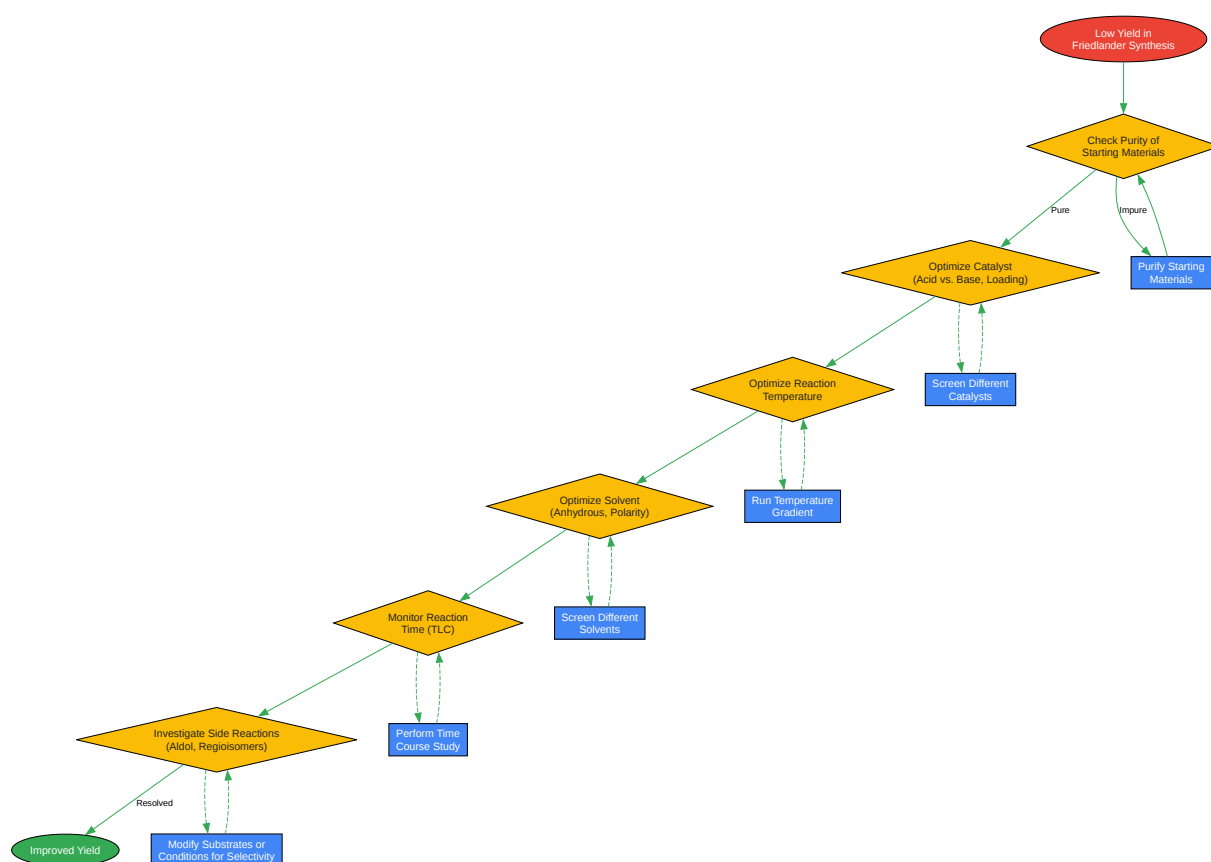 Low Yield in
Friedlander Synthesis
Check Purity of
Starting Materials
Pure
Impure
Optimize Catalyst
(Acid vs. Base, Loading)
Purify Starting
Materials
Optimize Reaction
Temperature
Screen Different
Catalysts
Optimize Solvent
(Anhydrous, Polarity)
Run Temperature
Gradient
Monitor Reaction
Time (TLC)
Screen Different
Solvents
Investigate Side Reactions
(Aldol, Regioisomers)
Perform Time
Course Study
Resolved
Improved Yield
Modify Substrates or
Conditions for Selectivity